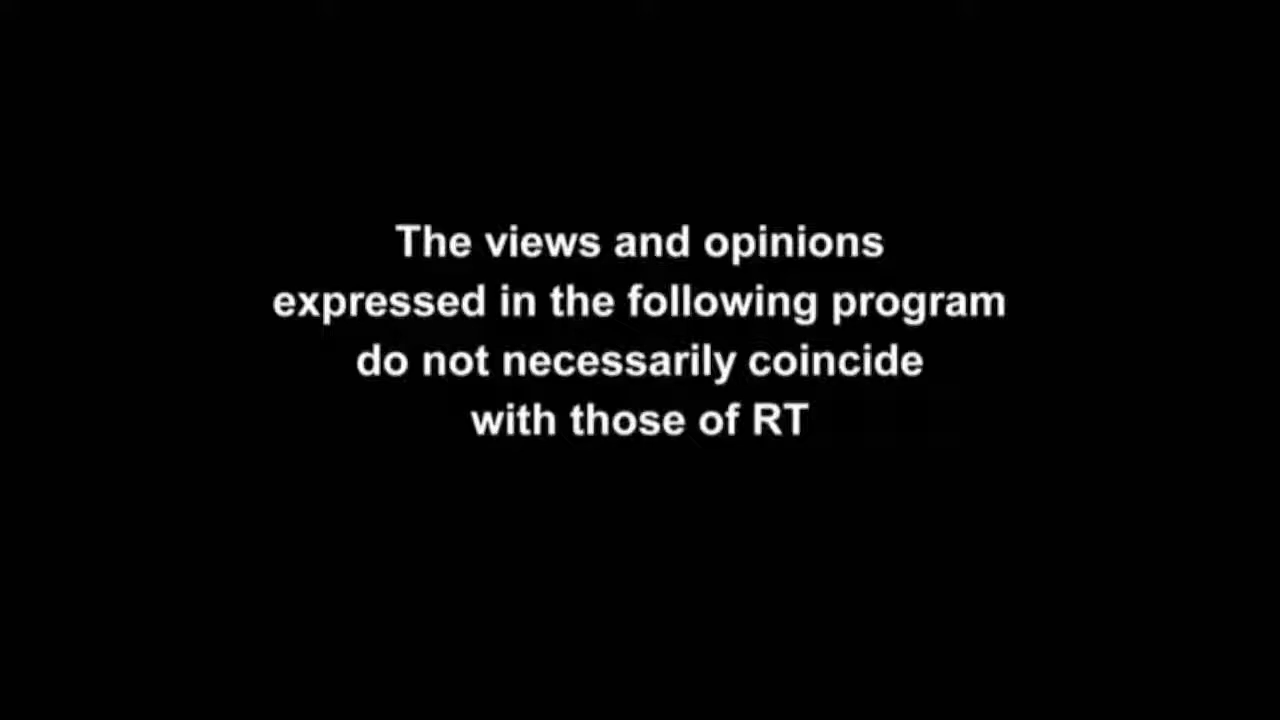 The views and opinions
expressed in the following program
do not necessarily coincide
with those of RT